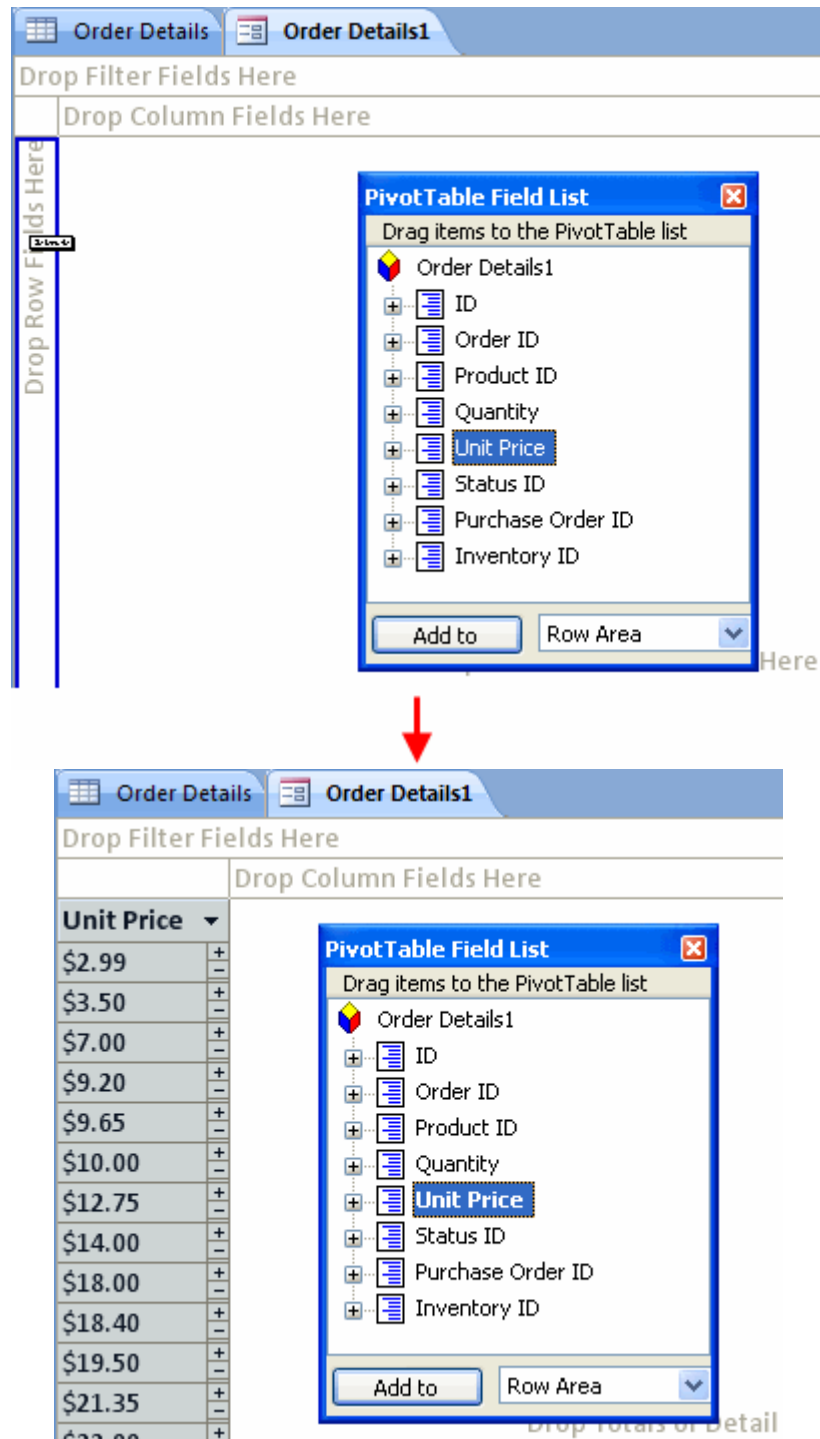 Order Details Order Details1
Drop Filter Fields Here
Drop Column Fields Here
Drop Row Fields Here
PivotTable Field List
Drag items to the PivotTable list
Order Details1
ID
Order ID
Product ID
Quantity
Unit Price
Status ID
Purchase Order ID
Inventory ID
Add to Row Area
Here
Order Details Order Details1
Drop Filter Fields Here
Drop Column Fields Here
Unit Price
$2.99
$3.50
$7.00
$9.20
$9.65
$10.00
$12.75
$14.00
$18.00
$18.40
$19.50
$21.35
PivotTable Field List
Drag items to the PivotTable list
Order Details1
ID
Order ID
Product ID
Quantity
Unit Price
Status ID
Purchase Order ID
Inventory ID
Add to Row Area
Drop Totals or Detail